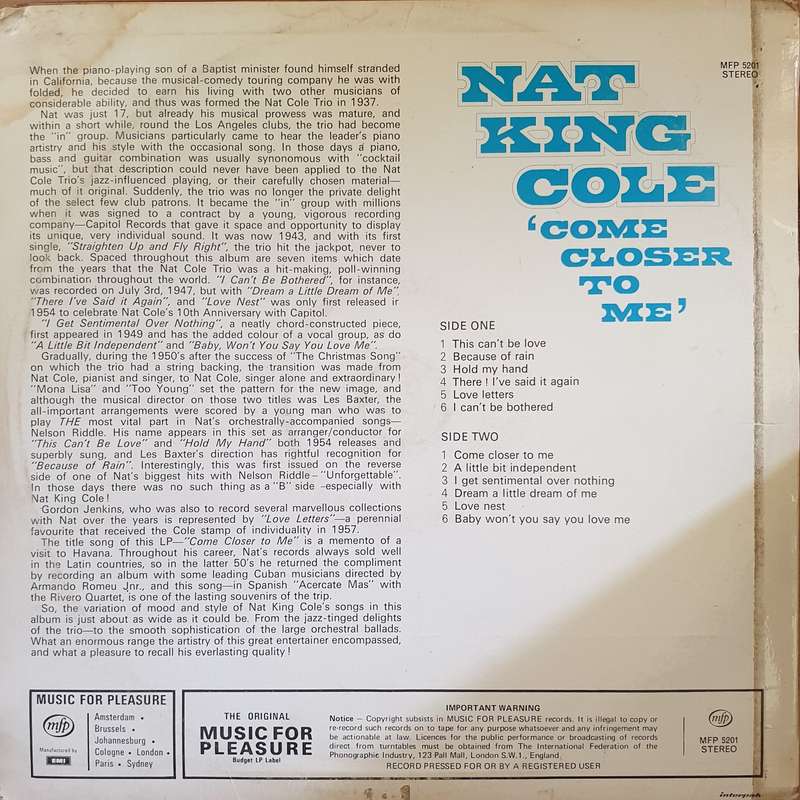 When the piano-playing son of a Baptist minister found himself stranded
in California, because the musical-comedy touring company he was with
folded, he decided to earn his living with two other musicians of
considerable ability, and thus was formed the Nat Cole Trio in 1937.
Nat was just 17, but already his musical prowess was mature, and
within a short while, round the Los Angeles clubs, the trio had become
the "in" group. Musicians particularly came to hear the leader's piano
artistry and his style with the occasional song. In those days a piano,
bass and guitar combination was usually synonomous with "cocktail
music", but that description could never have been applied to the Nat
Cole Trio's jazz-influenced playing, or their carefully chosen material—
much of it original. Suddenly, the trio was no longer the private delight
of the select few club patrons. It became the "in" group with millions
when it was signed to a contract by a young, vigorous recording
company—Capitol Records that gave it space and opportunity to display
its unique, very individual sound. It was now 1943, and with its first
single, "Straighten Up and Fly Right", the trio hit the jackpot, never to
look back. Spaced throughout this album are seven items which date
from the years that the Nat Cole Trio was a hit-making, poll-winning
combination throughout the world. "I Can't Be Bothered", for instance,
was recorded on July 3rd, 1947, but with "Dream a Little Dream of Me".
"There I've Said it Again", and "Love Nest" was only first released ir
1954 to celebrate Nat Cole's 10th Anniversary with Capitol.
"I Get Sentimental Over Nothing", a neatly chord-constructed piece,
first appeared in 1949 and has the added colour of a vocal group, as do
"A Little Bit Independent" and "Baby, Won't You Say You Love Me".
Gradually, during the 1950's after the success of "The Christmas Song"
on which the trio had a string backing, the transition was made from
Nat Cole, pianist and singer, to Nat Cole, singer alone and extraordinary!
"Mona Lisa" and "Too Young" set the pattern for the new image, and
although the musical director on those two titles was Les Baxter, the
all-important arrangements were scored by a young man who was to
play THE most vital part in Nat's orchestrally-accompanied songs—
Nelson Riddle. His name appears in this set as arranger/conductor for
"This Can't Be Love" and "Hold My Hand" both 1954 releases and
superbly sung, and Les Baxter's direction has rightful recognition for
"Because of Rain". Interestingly, this was first issued on the reverse
side of one of Nat's biggest hits with Nelson Riddle–"Unforgettable".
In those days there was no such thing as a "B" side –especially with
Nat King Cole!
Gordon Jenkins, who was also to record several marvellous collections
with Nat over the years is represented by "Love Letters"—a perennial
favourite that received the Cole stamp of individuality in 1957.
The title song of this LP—"Come Closer to Me" is a memento of a
visit to Havana. Throughout his career, Nat's records always sold well
in the Latin countries, so in the latter 50's he returned the compliment
by recording an album with some leading Cuban musicians directed by
Armando Romeu Jnr., and this song—in Spanish "Acercate Mas" with
the Rivero Quartet, is one of the lasting souvenirs of the trip.
So, the variation of mood and style of Nat King Cole's songs in this
album is just about as wide as it could be. From the jazz-tinged delights
of the trio—to the smooth sophistication of the large orchestral ballads.
What an enormous range the artistry of this great entertainer encompassed,
and what a pleasure to recall his everlasting quality!
MFP 5201
STEREO
NAT
KING
COLE
'COME
CLOSER
TO
ME'
SIDE ONE
1 This can't be love
2 Because of rain
3 Hold my hand
4 There! I've said it again
5 Love letters
6 I can't be bothered
SIDE TWO
1 Come closer to me
2 A little bit independent
3 I get sentimental over nothing
4 Dream a little dream of me
5 Love nest
6 Baby won't you say you love me
MUSIC FOR PLEASURE
mfp
Manufactured by
EMI
Amsterdam •
Brussels •
Johannesburg •
Cologne • London •
Paris • Sydney
THE ORIGINAL
MUSIC FOR
PLEASURE
Budget LP Label
IMPORTANT WARNING
Notice – Copyright subsists in MUSIC FOR PLEASURE records. It is illegal to copy or
re-record such records on to tape for any purpose whatsoever and any infringement may
be actionable at law. Licences for the public performance or broadcasting of records
direct from turntables must be obtained from The International Federation of the
Phonographic Industry, 123 Pall Mall, London S.W.1., England.
RECORD PRESSED FOR OR BY A REGISTERED USER
mfp
MFP 5201
STEREO